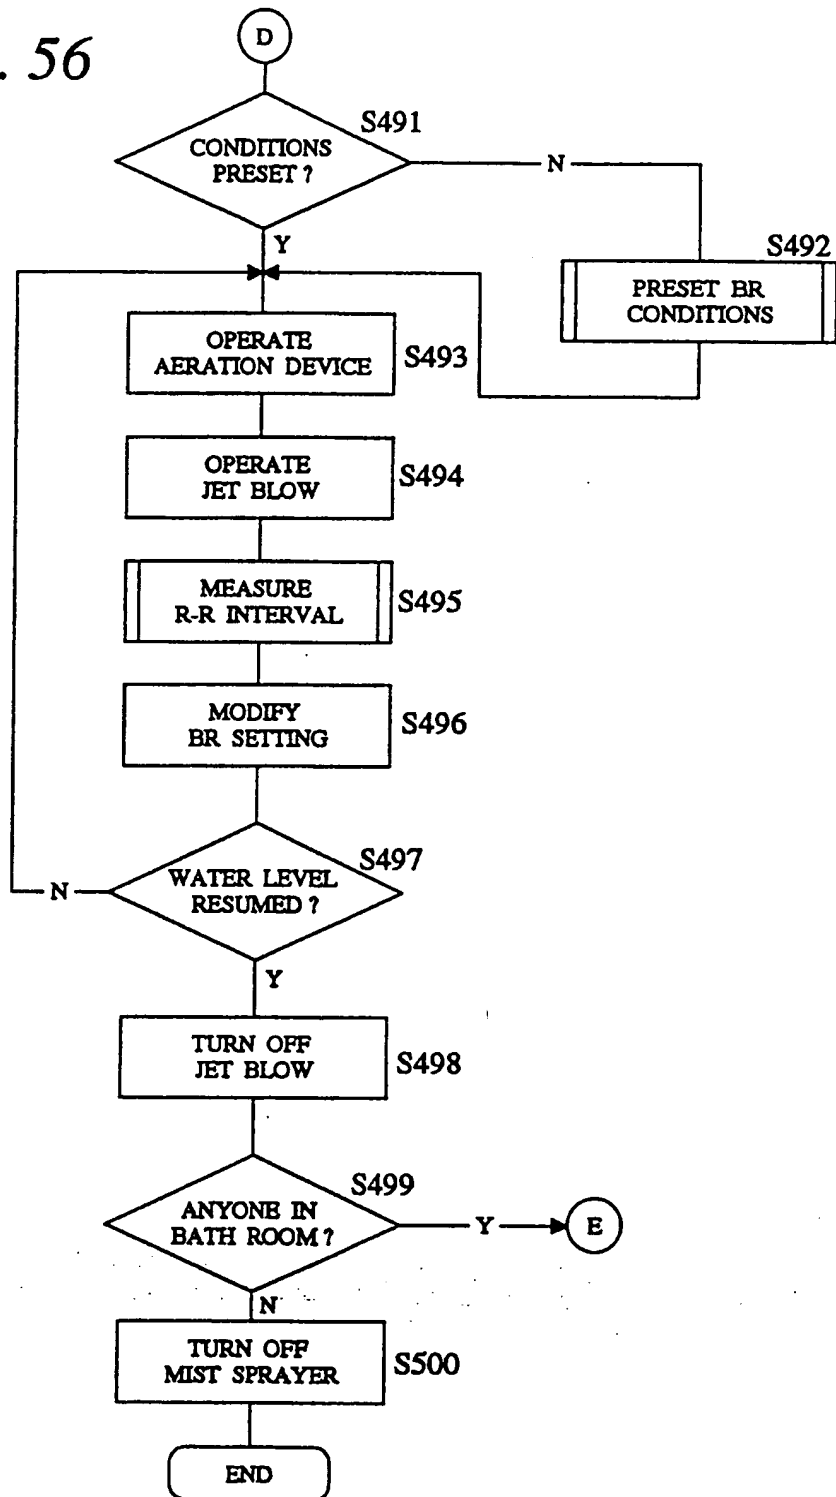 . 56
D
CONDITIONS
PRESET ?
S491
N
Y
S492
PRESET BR
CONDITIONS
OPERATE
AERATION DEVICE
S493
OPERATE
JET BLOW
S494
MEASURE
R-R INTERVAL
S495
MODIFY
BR SETTING
S496
WATER LEVEL
RESUMED ?
S497
N
Y
TURN OFF
JET BLOW
S498
ANYONE IN
BATH ROOM ?
S499
Y
E
N
TURN OFF
MIST SPRAYER
S500
END